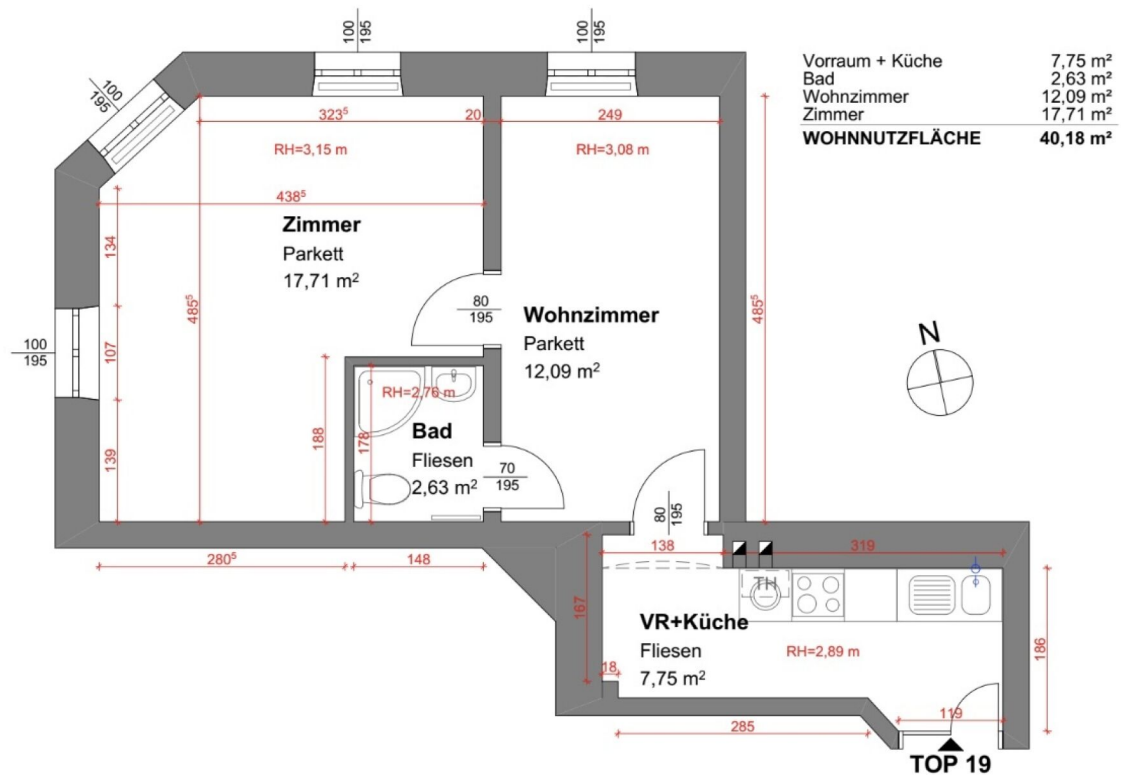 100
195
100
195
100
195
Vorraum + Küche 7,75 m²
Bad 2,63 m²
Wohnzimmer 12,09 m²
Zimmer 17,71 m²
WOHNNUTZFLÄCHE 40,18 m²
323⁵ 20 249
RH=3,15 m RH=3,08 m
438⁵
Zimmer
Parkett
17,71 m²
134
485⁵
485⁵
80
195
Wohnzimmer
Parkett
12,09 m²
N
100
195
107
RH=2,76 m
188
178
139
Bad
Fliesen
2,63 m²
70
195
80
195
280⁵ 148
138 319
TH
167
VR+Küche
Fliesen
7,75 m²
RH=2,89 m
186
18
285
119
TOP 19